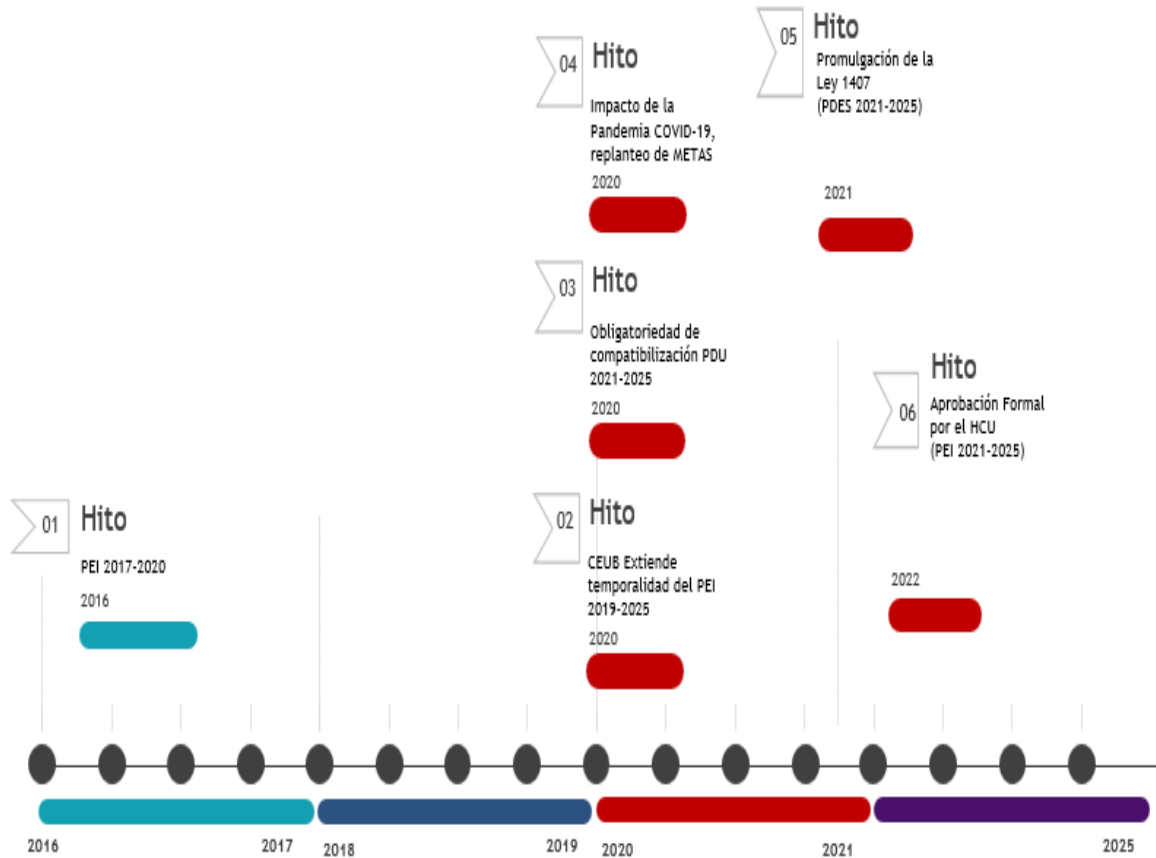 01
Hito
PEI 2017-2020
2016
02
Hito
CEUB Extiende
temporalidad del PEI
2019-2025
2020
03
Hito
Obligatoriedad de
compatibilización PDU
2021-2025
2020
04
Hito
Impacto de la
Pandemia COVID-19,
replanteo de METAS
2020
05
Hito
Promulgación de la
Ley 1407
(PDES 2021-2025)
2021
06
Hito
Aprobación Formal
por el HCU
(PEI 2021-2025)
2022
2016
2017
2018
2019
2020
2021
2025